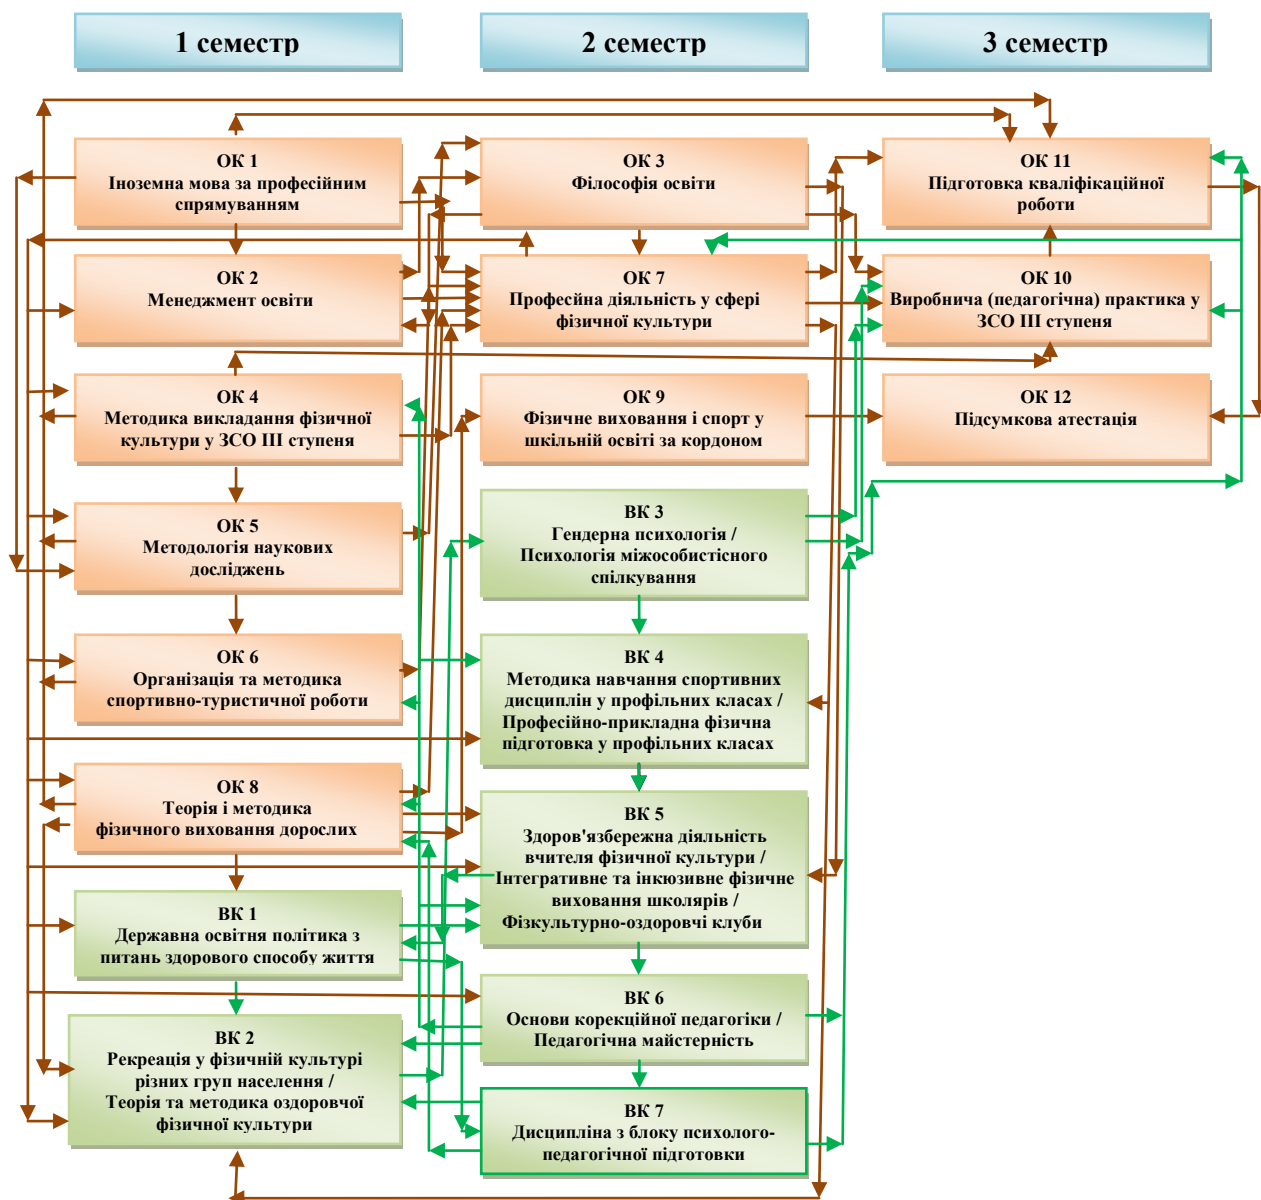 1 семестр
2 семестр
3 семестр
ОК 1
Іноземна мова за професійним
спрямуванням
ОК 2
Менеджмент освіти
ОК 4
Методика викладання фізичної
культури у ЗСО ІІІ ступеня
ОК 5
Методологія наукових
досліджень
ОК 6
Організація та методика
спортивно-туристичної роботи
ОК 8
Теорія і методика
фізичного виховання дорослих
ВК 1
Державна освітня політика з
питань здорового способу життя
ВК 2
Рекреація у фізичній культурі
різних груп населення /
Теорія та методика оздоровчої
фізичної культури
ОК 3
Філософія освіти
ОК 7
Професйна діяльність у сфері
фізичної культури
ОК 9
Фізичне виховання і спорт у
шкільній освіті за кордоном
ВК 3
Гендерна психологія /
Психологія міжособистісного
спілкування
ВК 4
Методика навчання спортивних
дисциплін у профільних класах /
Професійно-прикладна фізична
підготовка у профільних класах
ВК 5
Здоров'язбережна діяльність
вчителя фізичної культури /
Інтегративне та інкюзивне фізичне
виховання школярів /
Фізкультурно-оздоровчі клуби
ВК 6
Основи корекційної педагогіки /
Педагогічна майстерність
ВК 7
Дисципліна з блоку психолого-
педагогічної підготовки
ОК 11
Підготовка кваліфікаційної
роботи
ОК 10
Виробнича (педагогічна) практика у
ЗСО ІІІ ступеня
ОК 12
Підсумкова атестація